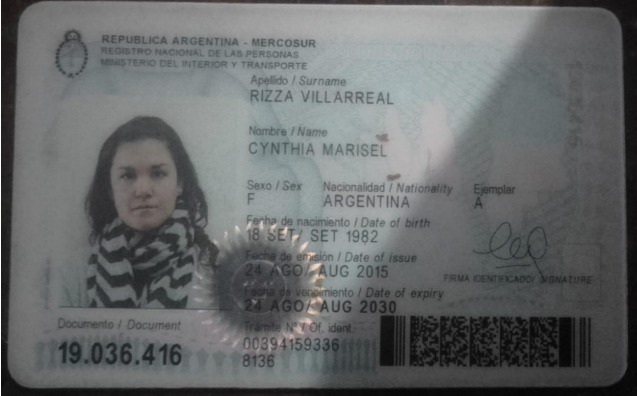 REPUBLICA ARGENTINA - MERCOSUR
REGISTRO NACIONAL DE LAS PERSONAS
MINISTERIO DEL INTERIOR Y TRANSPORTE
Apellido / Surname
RIZZA VILLARREAL
Nombre / Name
CYNTHIA MARISEL
Sexo / Sex Nacionalidad / Nationality Ejemplar
F ARGENTINA A
Fecha de nacimiento / Date of birth
18 SET/ SET 1982
Fecha de emisión / Date of issue
24 AGO/ AUG 2015
FIRMA IDENTIFICADO/ SIGNATURE
Fecha de vencimiento / Date of expiry
24 AGO/ AUG 2030
Documento / Document
Trámite Nº / Of. ident.
19.036.416
00394159336
8136